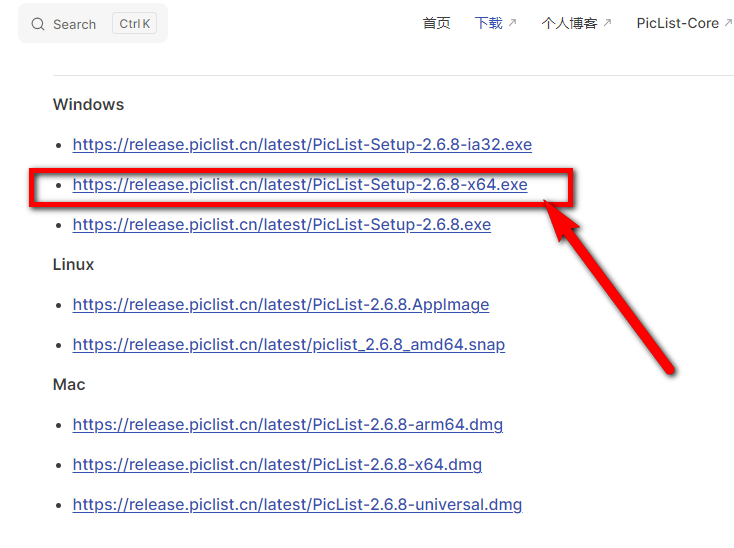 Search Ctrl K 首页 下载 个人博客 PicList-Core
Windows
https://release.piclist.cn/latest/PicList-Setup-2.6.8-ia32.exe
https://release.piclist.cn/latest/PicList-Setup-2.6.8-x64.exe
https://release.piclist.cn/latest/PicList-Setup-2.6.8.exe
Linux
https://release.piclist.cn/latest/PicList-2.6.8.AppImage
https://release.piclist.cn/latest/piclist_2.6.8_amd64.snap
Mac
https://release.piclist.cn/latest/PicList-2.6.8-arm64.dmg
https://release.piclist.cn/latest/PicList-2.6.8-x64.dmg
https://release.piclist.cn/latest/PicList-2.6.8-universal.dmg